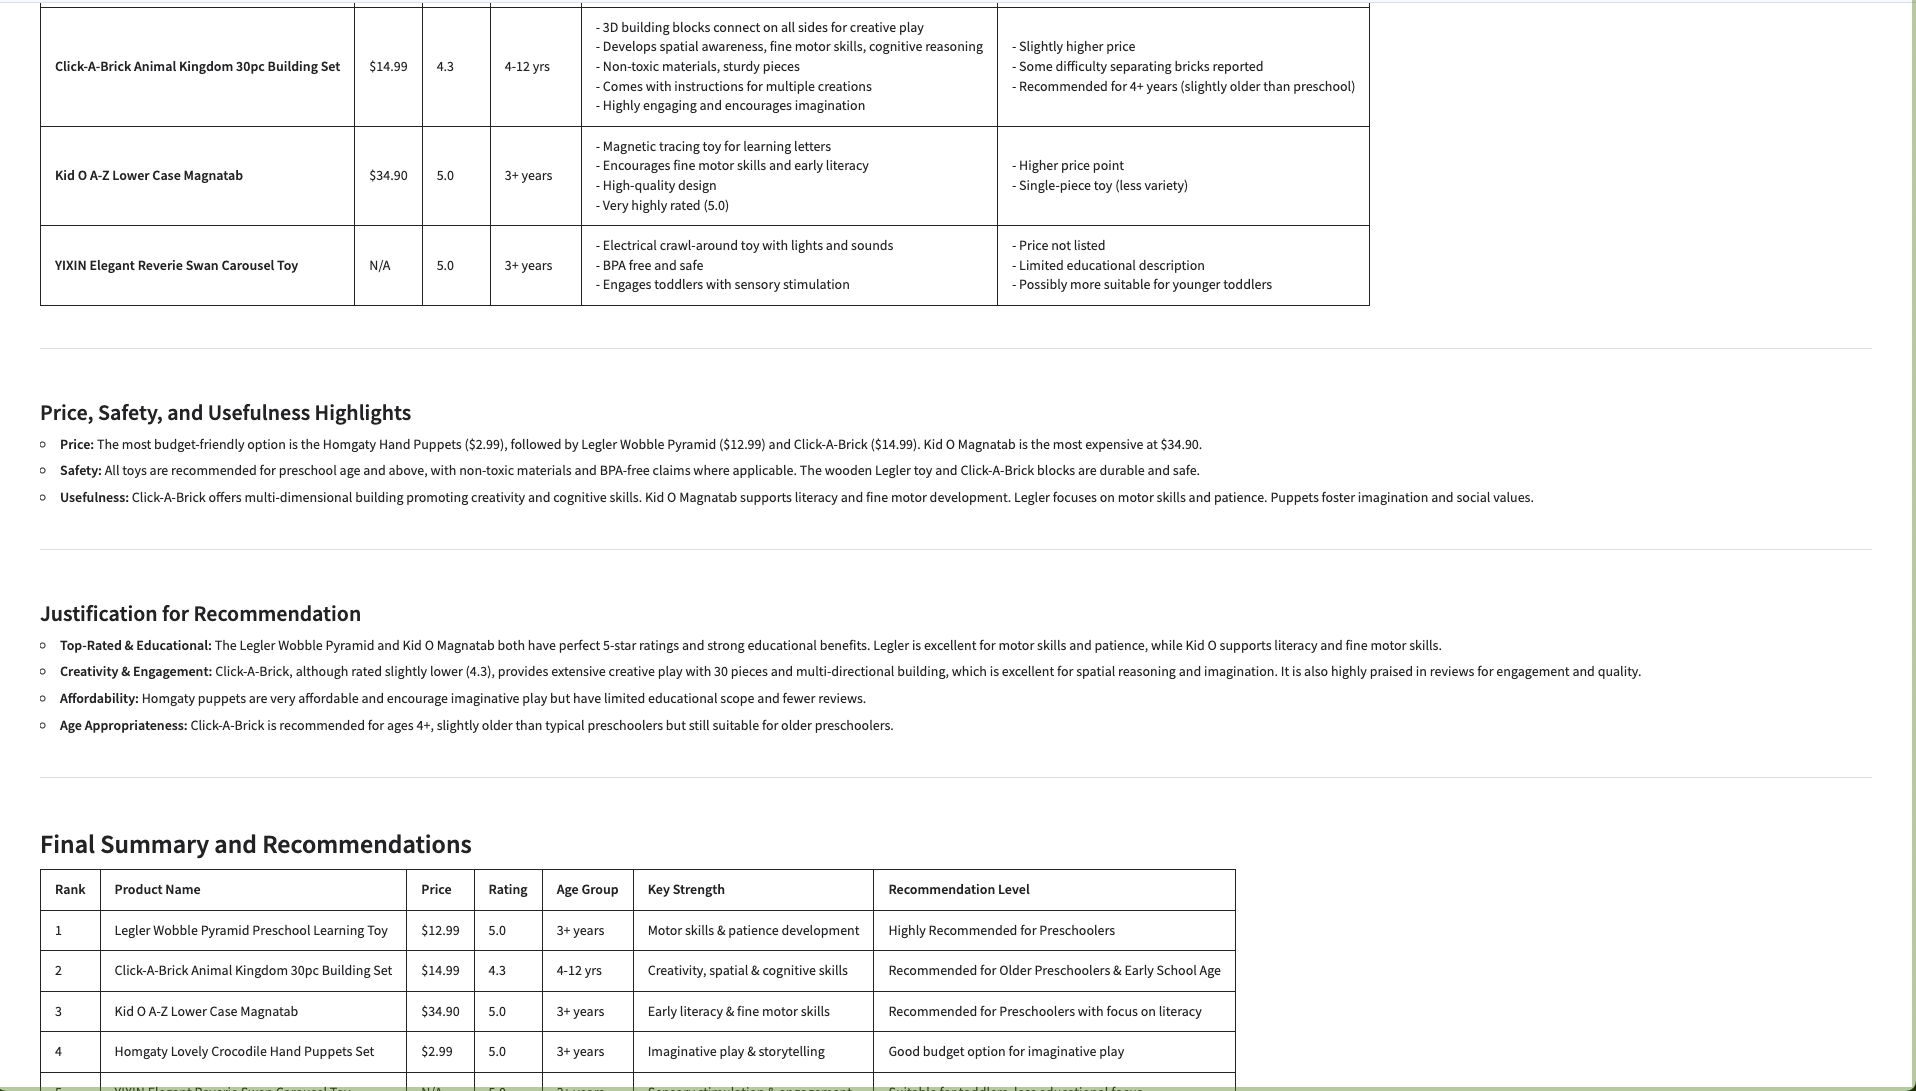 Click-A-Brick Animal Kingdom 30pc Building Set
$14.99
4.3
4-12 yrs
- 3D building blocks connect on all sides for creative play
- Develops spatial awareness, fine motor skills, cognitive reasoning
- Non-toxic materials, sturdy pieces
- Comes with instructions for multiple creations
- Highly engaging and encourages imagination
- Slightly higher price
- Some difficulty separating bricks reported
- Recommended for 4+ years (slightly older than preschool)
Kid O A-Z Lower Case Magnatab
$34.90
5.0
3+ years
- Magnetic tracing toy for learning letters
- Encourages fine motor skills and early literacy
- High-quality design
- Very highly rated (5.0)
- Higher price point
- Single-piece toy (less variety)
YIXIN Elegant Reverie Swan Carousel Toy
N/A
5.0
3+ years
- Electrical crawl-around toy with lights and sounds
- BPA free and safe
- Engages toddlers with sensory stimulation
- Price not listed
- Limited educational description
- Possibly more suitable for younger toddlers
Price, Safety, and Usefulness Highlights
Price: The most budget-friendly option is the Homgaty Hand Puppets ($2.99), followed by Legler Wobble Pyramid ($12.99) and Click-A-Brick ($14.99). Kid O Magnatab is the most expensive at $34.90.
Safety: All toys are recommended for preschool age and above, with non-toxic materials and BPA-free claims where applicable. The wooden Legler toy and Click-A-Brick blocks are durable and safe.
Usefulness: Click-A-Brick offers multi-dimensional building promoting creativity and cognitive skills. Kid O Magnatab supports literacy and fine motor development. Legler focuses on motor skills and patience. Puppets foster imagination and social values.
Justification for Recommendation
Top-Rated & Educational: The Legler Wobble Pyramid and Kid O Magnatab both have perfect 5-star ratings and strong educational benefits. Legler is excellent for motor skills and patience, while Kid O supports literacy and fine motor skills.
Creativity & Engagement: Click-A-Brick, although rated slightly lower (4.3), provides extensive creative play with 30 pieces and multi-directional building, which is excellent for spatial reasoning and imagination. It is also highly praised in reviews for engagement and quality.
Affordability: Homgaty puppets are very affordable and encourage imaginative play but have limited educational scope and fewer reviews.
Age Appropriateness: Click-A-Brick is recommended for ages 4+, slightly older than typical preschoolers but still suitable for older preschoolers.
Final Summary and Recommendations
Rank Product Name Price Rating Age Group Key Strength Recommendation Level
1 Legler Wobble Pyramid Preschool Learning Toy $12.99 5.0 3+ years Motor skills & patience development Highly Recommended for Preschoolers
2 Click-A-Brick Animal Kingdom 30pc Building Set $14.99 4.3 4-12 yrs Creativity, spatial & cognitive skills Recommended for Older Preschoolers & Early School Age
3 Kid O A-Z Lower Case Magnatab $34.90 5.0 3+ years Early literacy & fine motor skills Recommended for Preschoolers with focus on literacy
4 Homgaty Lovely Crocodile Hand Puppets Set $2.99 5.0 3+ years Imaginative play & storytelling Good budget option for imaginative play